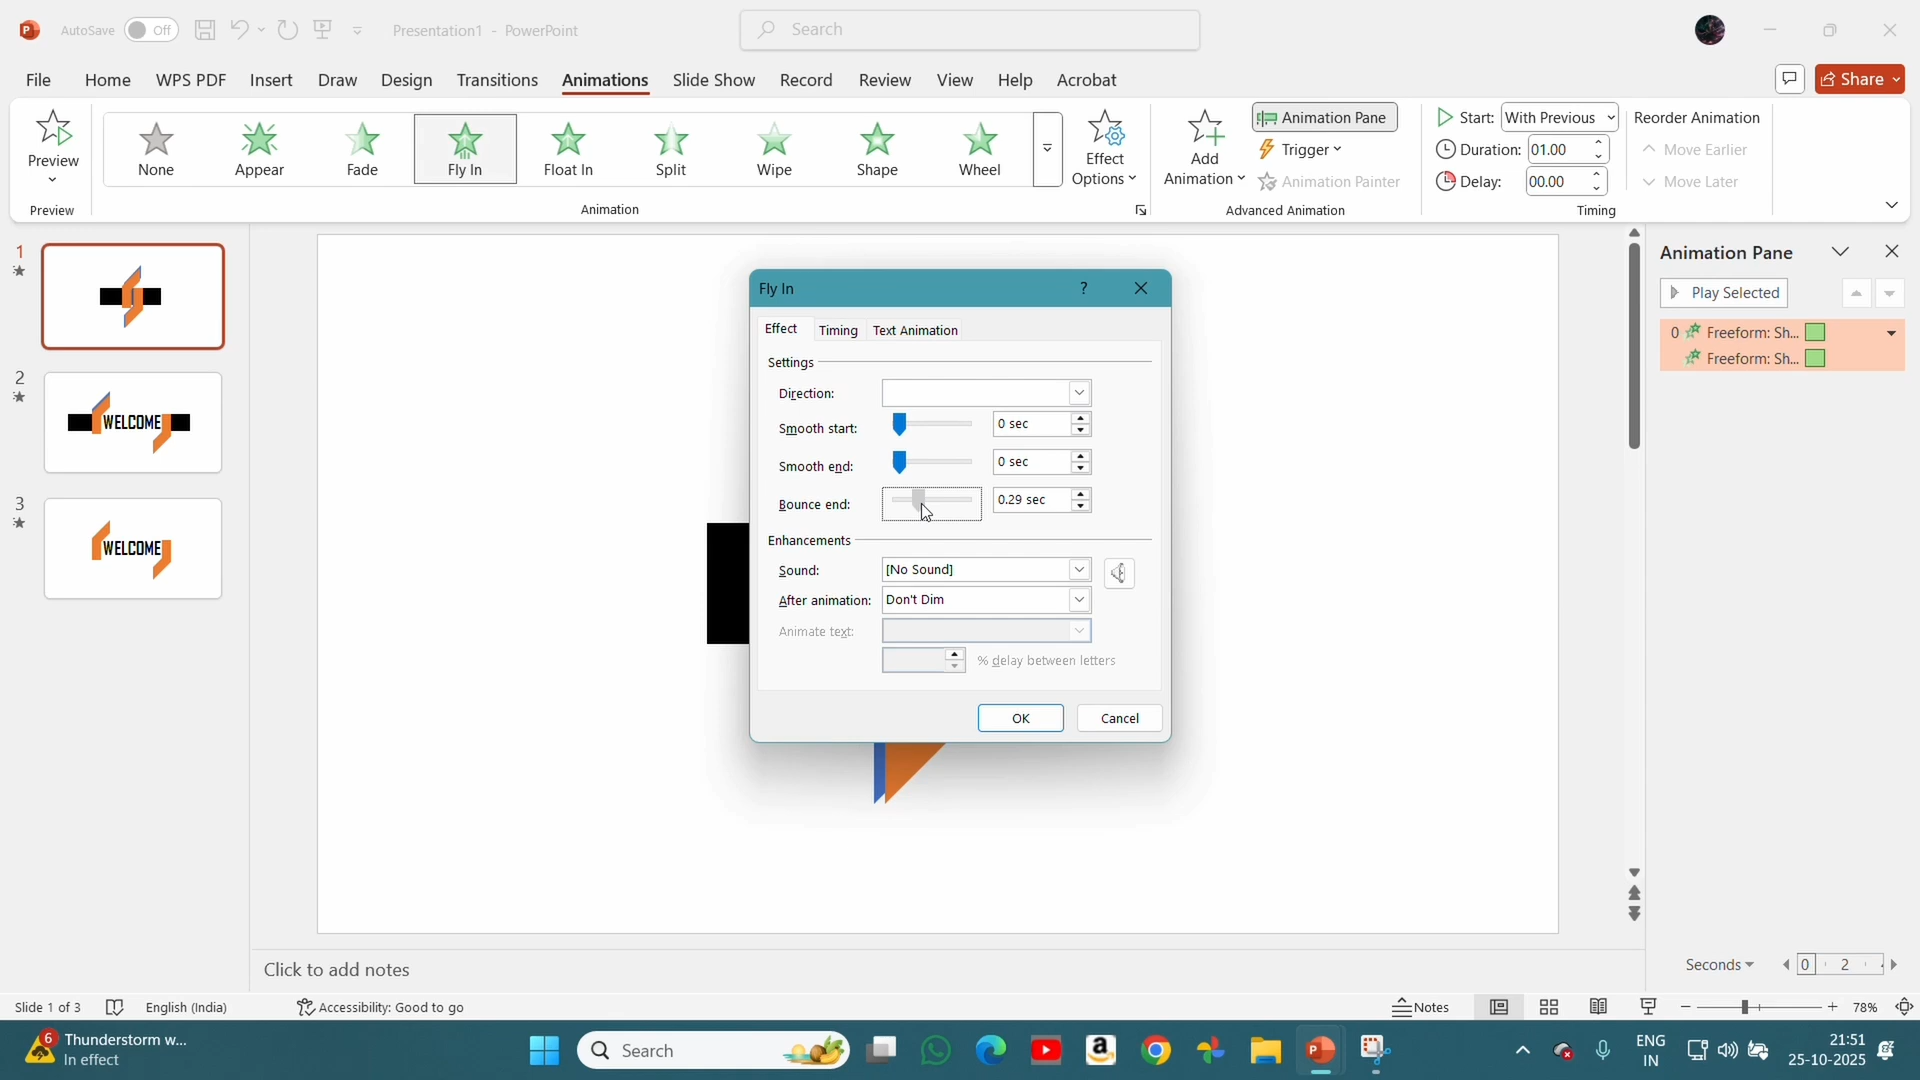 AutoSave Off Presentation1 - PowerPoint Search
File Home WPS PDF Insert Draw Design Transitions Animations Slide Show Record Review View Help Acrobat Share
Preview None Appear Fade Fly In Float In Split Wipe Shape Wheel Effect Options Add Animation
Animation Pane
Trigger
Animation Painter
Start: With Previous
Duration: 01.00
Delay: 00.00
Reorder Animation
Move Earlier
Move Later
Preview Animation Advanced Animation Timing
1
2
WELCOME
3
WELCOME
Fly In ?
Effect Timing Text Animation
Settings
Direction:
Smooth start: 0 sec
Smooth end: 0 sec
Bounce end: 0.29 sec
Enhancements
Sound: [No Sound]
After animation: Don't Dim
Animate text:
% delay between letters
OK Cancel
Animation Pane
Play Selected
0 Freeform: Sh...
Freeform: Sh...
Seconds 0 2
Click to add notes
Slide 1 of 3 English (India) Accessibility: Good to go Notes 78%
6 Thunderstorm w...
In effect
Search
ENG
IN
21:51
25-10-2025